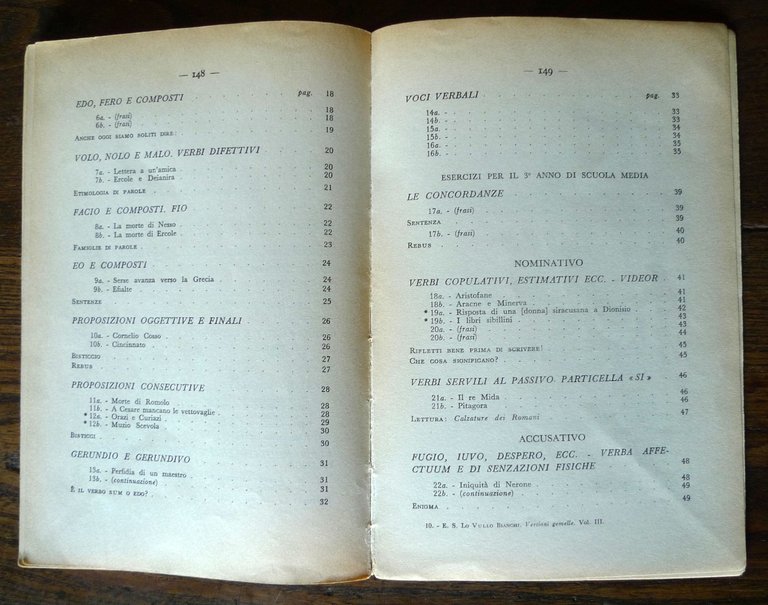 — 148 —
EDO, FERO E COMPOSTI . . . pag. 18
6a. - (frasi) . . . 18
6b. - (frasi) . . . 18
ANCHE OGGI SIAMO SOLITI DIRE . . . 19
VOLO, NOLO E MALO. VERBI DIFETTIVI . . . 20
7a. - Lettera a un'amica . . . 20
7b. - Ercole e Deianira . . . 20
ETIMOLOGIA DI PAROLE . . . 21
FACIO E COMPOSTI. FIO . . . 22
8a. - La morte di Nesso . . . 22
8b. - La morte di Ercole . . . 22
FAMIGLIE DI PAROLE . . . 23
EO E COMPOSTI . . . 24
9a. - Serse avanza verso la Grecia . . . 24
9b. - Efialte . . . 24
SENTENZE . . . 25
PROPOSIZIONI OGGETTIVE E FINALI . . . 26
10a. - Cornelio Cosso . . . 26
10b. - Cincinnato . . . 26
BISTICCIO . . . 27
REBUS . . . 27
PROPOSIZIONI CONSECUTIVE . . . 28
11a. - Morte di Romolo . . . 28
11b. - A Cesare mancano le vettovaglie . . . 28
*12a. - Orazi e Curiazi . . . 29
*12b. - Muzio Scevola . . . 30
BISTICCI . . . 30
GERUNDIO E GERUNDIVO . . . 31
13a. - Perfidia di un maestro . . . 31
13b. - (continuazione) . . . 31
È IL VERBO SUM O EDO? . . . 32
— 149 —
VOCI VERBALI . . . pag. 33
14a. - . . . 33
14b. - . . . 33
15a. - . . . 34
15b. - . . . 34
16a. - . . . 35
16b. - . . . 35
ESERCIZI PER IL 3° ANNO DI SCUOLA MEDIA
LE CONCORDANZE . . . 39
17a. - (frasi) . . . 39
SENTENZA . . . 39
17b. - (frasi) . . . 40
REBUS . . . 40
NOMINATIVO
VERBI COPULATIVI, ESTIMATIVI ECC. - VIDEOR . . . 41
18a. - Aristofane . . . 41
18b. - Aracne e Minerva . . . 41
*19a. - Risposta di una [donna] siracusana a Dionisio . . . 42
*19b. - I libri sibillini . . . 43
20a. - (frasi) . . . 43
20b. - (frasi) . . . 44
RIFLETTI BENE PRIMA DI SCRIVERE! . . . 45
CHE COSA SIGNIFICANO? . . . 45
VERBI SERVILI AL PASSIVO. PARTICELLA «SI» . . . 46
21a. - Il re Mida . . . 46
21b. - Pitagora . . . 46
LETTURA: Calzature dei Romani . . . 47
ACCUSATIVO
FUGIO, IUVO, DESPERO, ECC. - VERBA AFFE-
CTUUM E DI SENZAZIONI FISICHE . . . 48
22a. - Iniquità di Nerone . . . 48
22b. - (continuazione) . . . 49
ENIGMA . . . 49
10. - E. S. LO VULLO BIANCHI. Versioni gemelle. Vol. III.